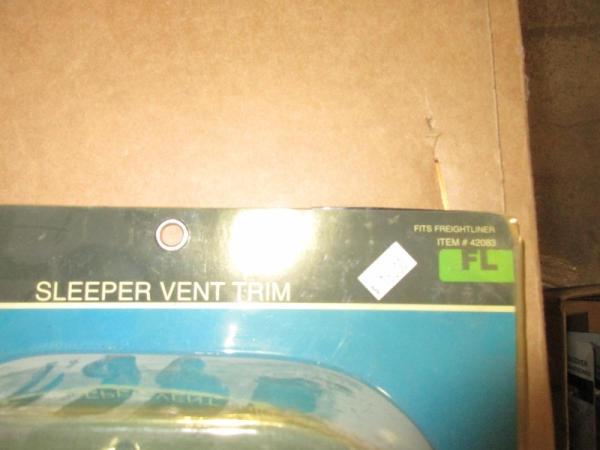 FITS FREIGHTLINER
ITEM # 42083
FL
SLEEPER VENT TRIM